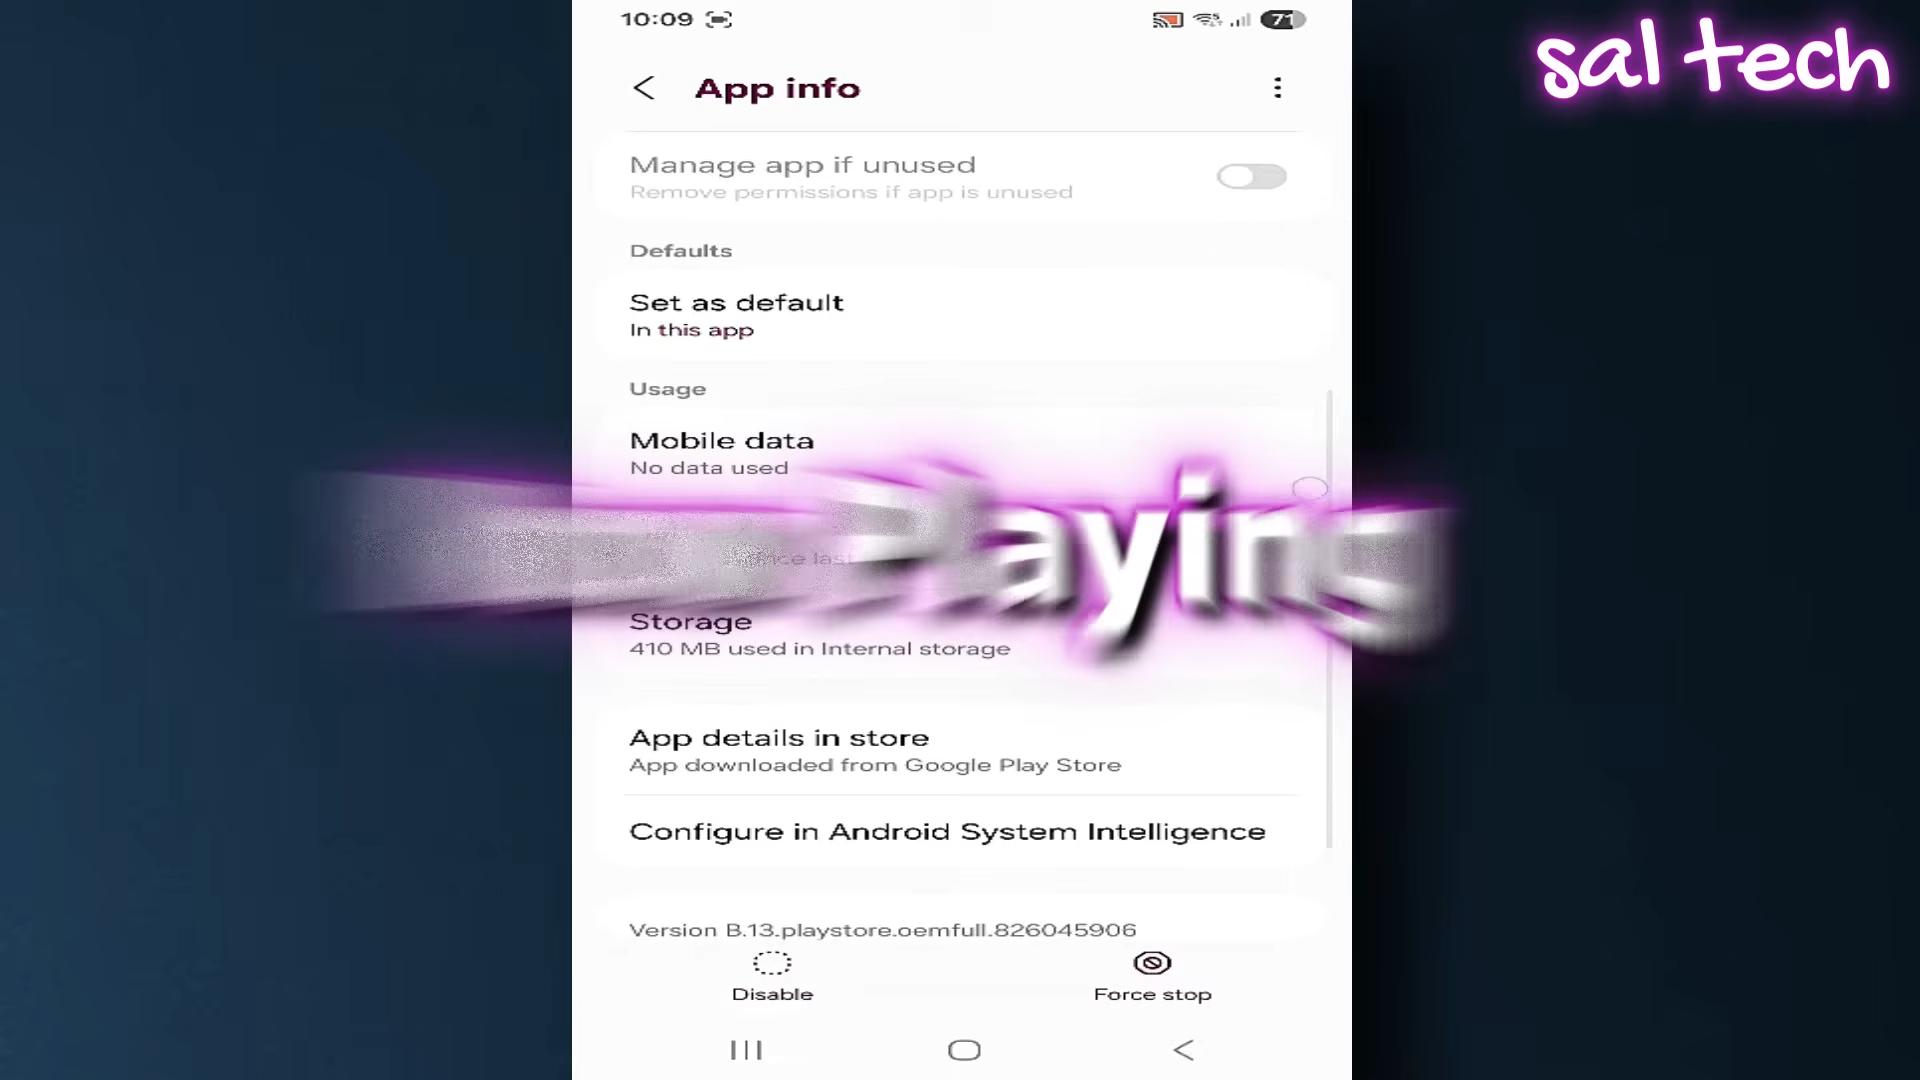 10:09
71
sal tech
App info
Manage app if unused
Remove permissions if app is unused
Defaults
Set as default
In this app
Usage
Mobile data
No data used
Playing
Storage
410 MB used in Internal storage
App details in store
App downloaded from Google Play Store
Configure in Android System Intelligence
Version B.13.playstore.oemfull.826045906
Disable
Force stop